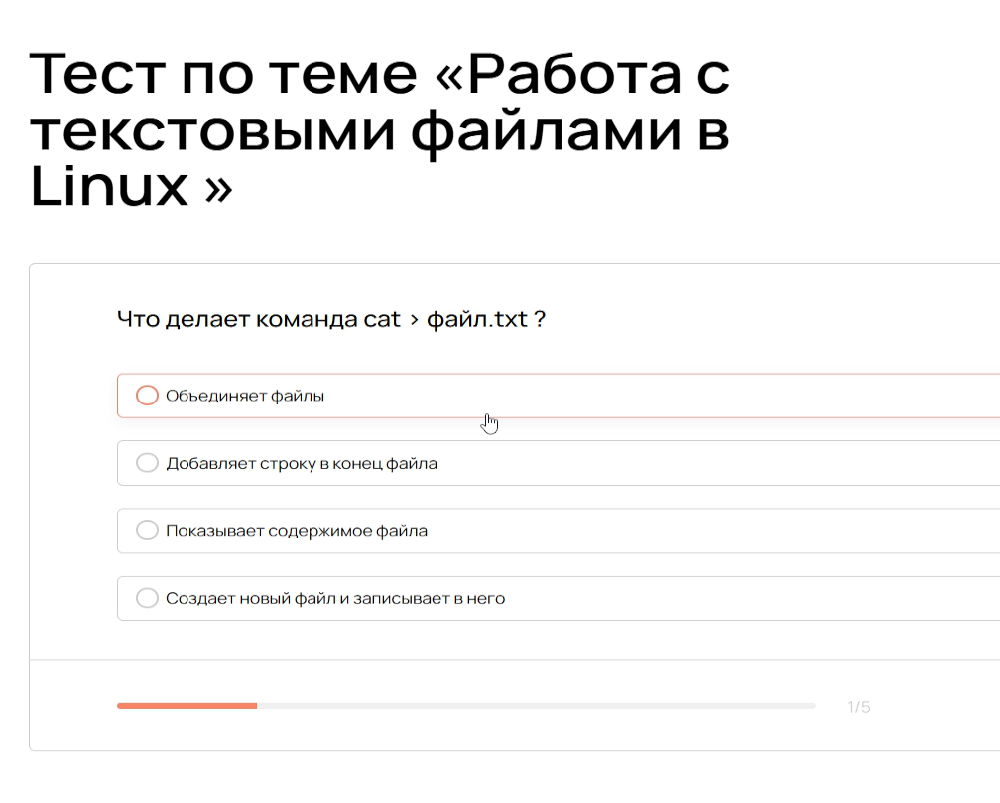 Тест по теме «Работа с
текстовыми файлами в
Linux »
Что делает команда cat > файл.txt ?
Объединяет файлы
Добавляет строку в конец файла
Показывает содержимое файла
Создает новый файл и записывает в него
1/5